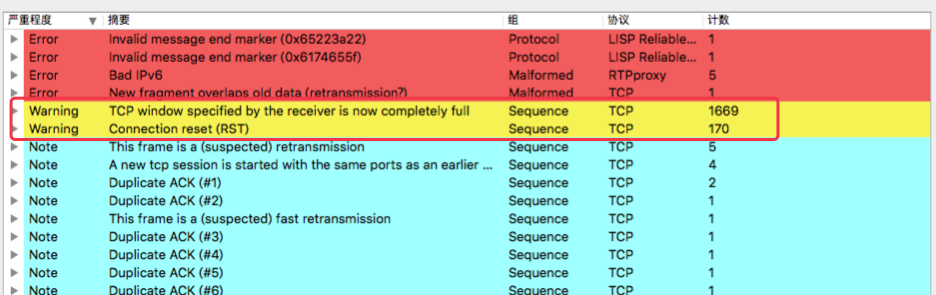 严重程度 摘要 组 协议 计数
Error Invalid message end marker (0x65223a22) Protocol LISP Reliable... 1
Error Invalid message end marker (0x6174655f) Protocol LISP Reliable... 1
Error Bad IPv6 Malformed RTPproxy 5
Error New fragment overlaps old data (retransmission?) Malformed TCP 1
Warning TCP window specified by the receiver is now completely full Sequence TCP 1669
Warning Connection reset (RST) Sequence TCP 170
Note This frame is a (suspected) retransmission Sequence TCP 5
Note A new tcp session is started with the same ports as an earlier ... Sequence TCP 4
Note Duplicate ACK (#1) Sequence TCP 2
Note Duplicate ACK (#2) Sequence TCP 1
Note This frame is a (suspected) fast retransmission Sequence TCP 1
Note Duplicate ACK (#3) Sequence TCP 1
Note Duplicate ACK (#4) Sequence TCP 1
Note Duplicate ACK (#5) Sequence TCP 1
Note Duplicate ACK (#6) Sequence TCP 1